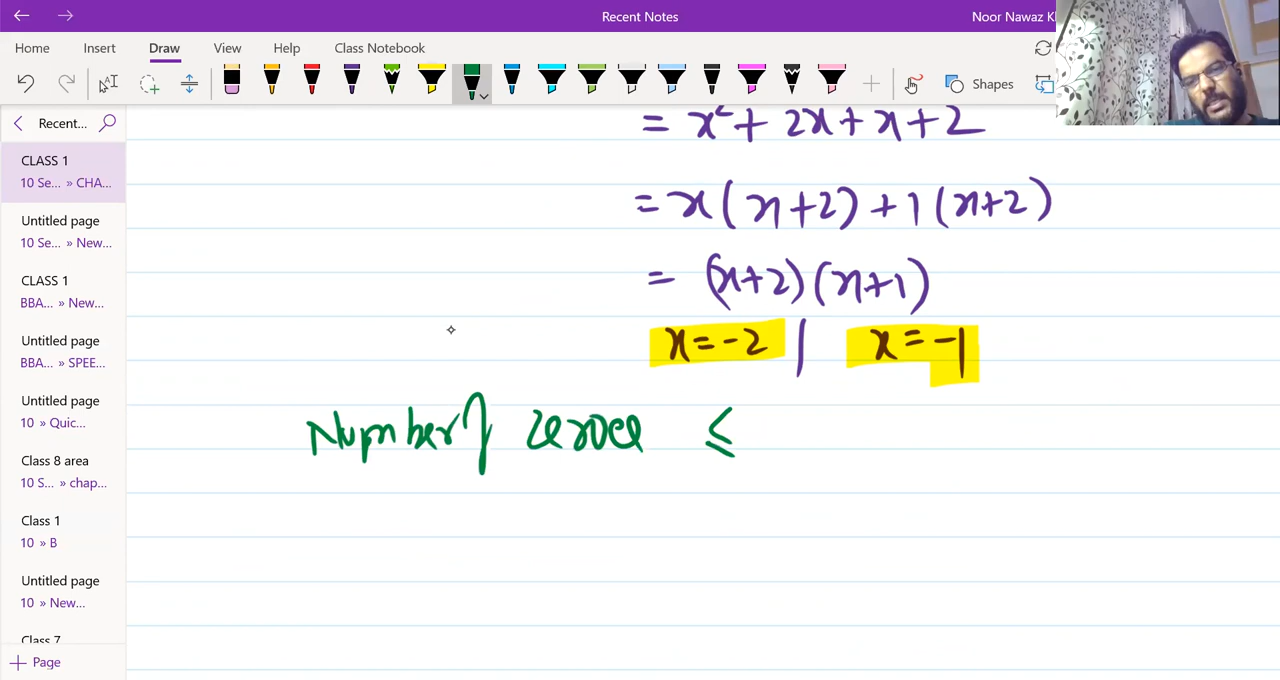 Recent Notes
Noor Nawaz Kh
Home Insert Draw View Help Class Notebook
Shapes
Recent...
CLASS 1
10 Se... » CHA...
Untitled page
10 Se... » New...
CLASS 1
BBA... » New...
Untitled page
BBA... » SPEE...
Untitled page
10 » Quic...
Class 8 area
10 S... » chap...
Class 1
10 » B
Untitled page
10 » New...
Class 7
+ Page
= x² + 2x + x + 2
= x(x+2) + 1(x+2)
= (x+2)(x+1)
x = -2 | x = -1
Number of zeroes ≤